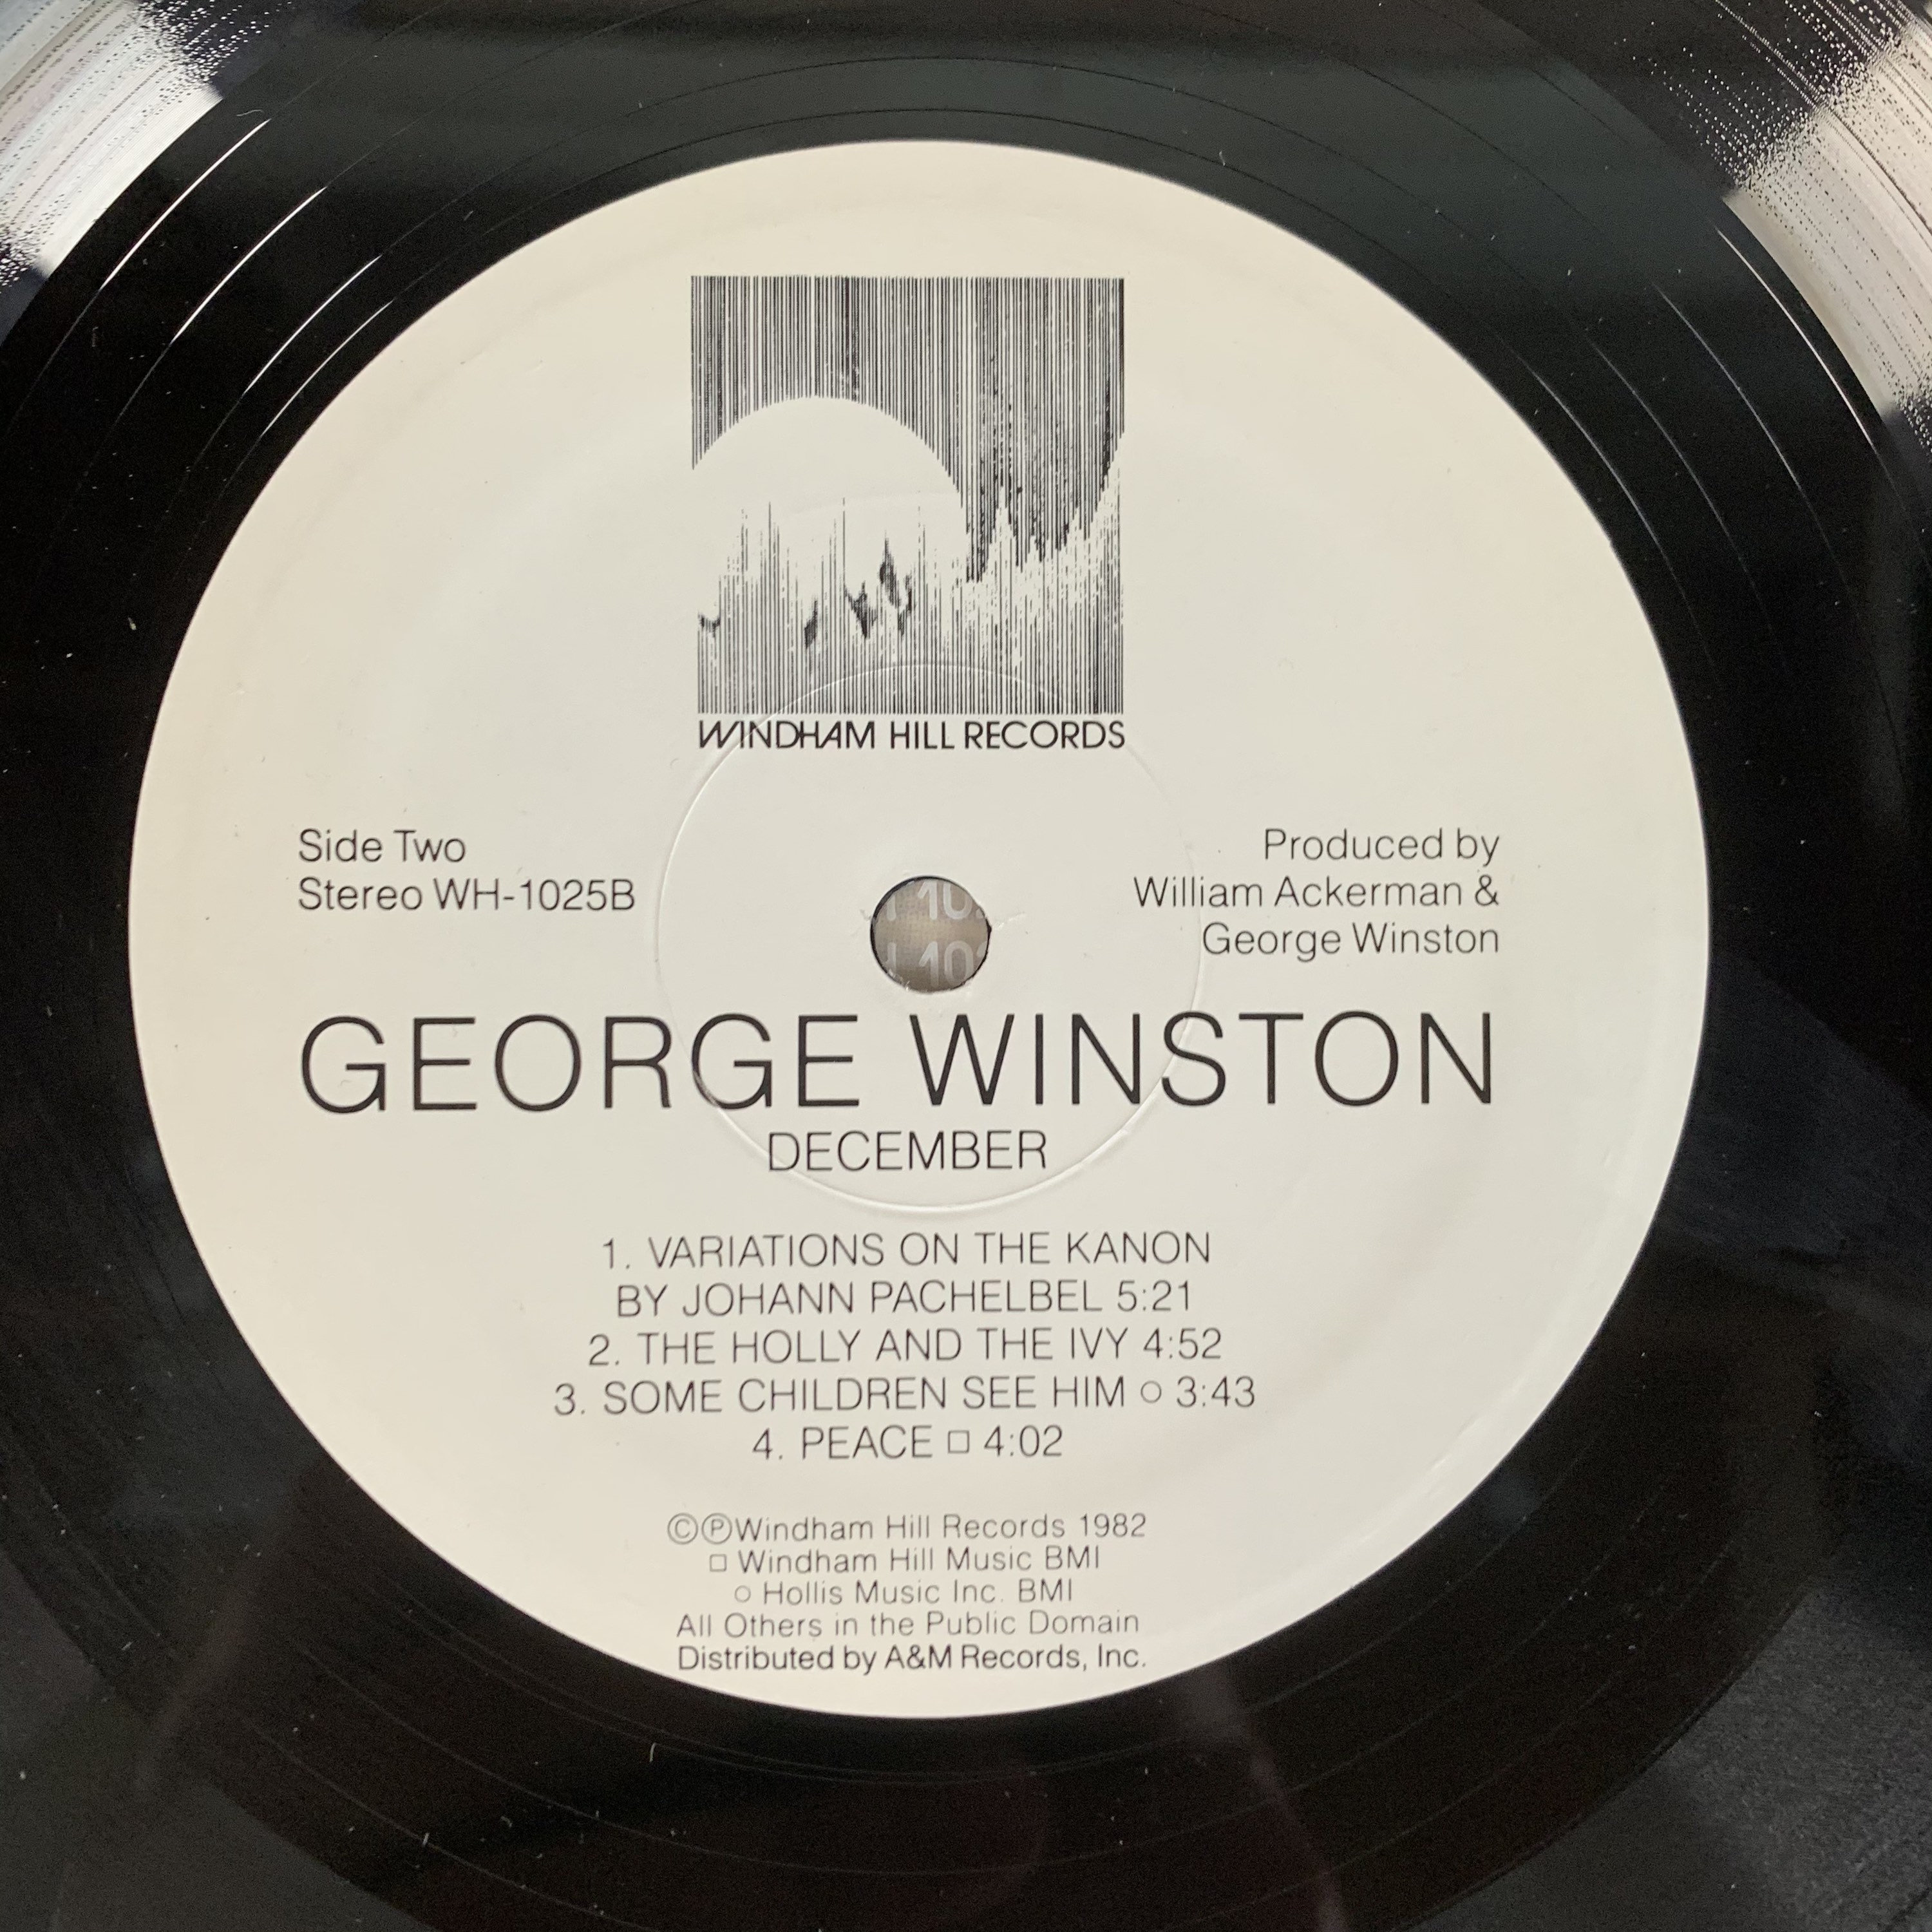 WINDHAM HILL RECORDS
Side Two
Stereo WH-1025B
Produced by
William Ackerman &
George Winston
GEORGE WINSTON
DECEMBER
1. VARIATIONS ON THE KANON
BY JOHANN PACHELBEL 5:21
2. THE HOLLY AND THE IVY 4:52
3. SOME CHILDREN SEE HIM ○ 3:43
4. PEACE □ 4:02
©℗Windham Hill Records 1982
□ Windham Hill Music BMI
○ Hollis Music Inc. BMI
All Others in the Public Domain
Distributed by A&M Records, Inc.